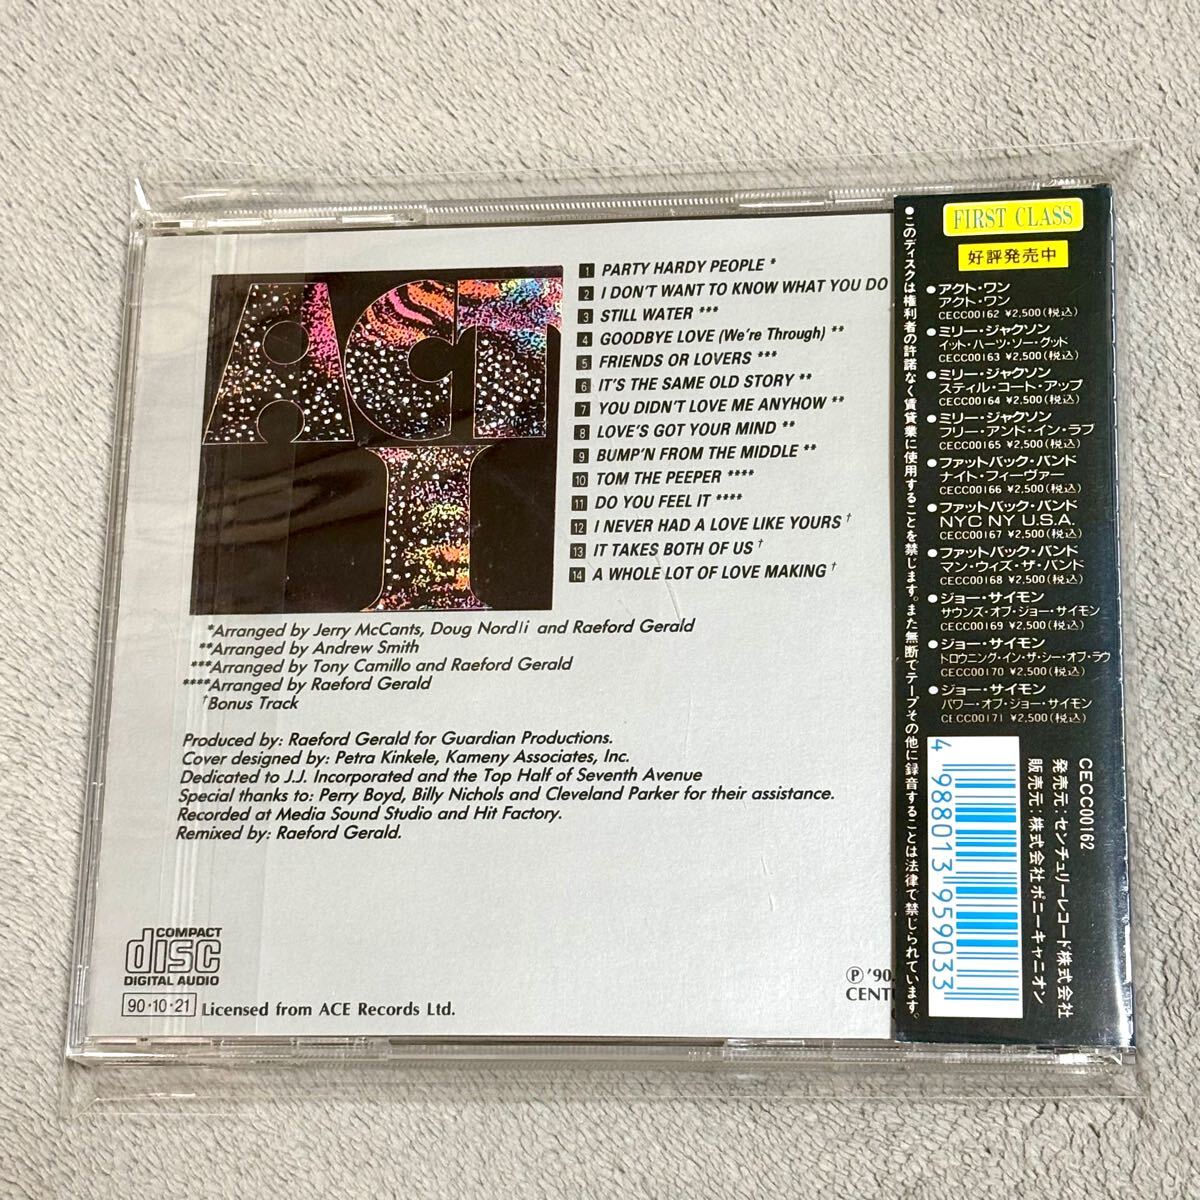 ACT
I
1 PARTY HARDY PEOPLE *
2 I DON'T WANT TO KNOW WHAT YOU DO
3 STILL WATER ***
4 GOODBYE LOVE (We're Through) **
5 FRIENDS OR LOVERS ***
6 IT'S THE SAME OLD STORY **
7 YOU DIDN'T LOVE ME ANYHOW **
8 LOVE'S GOT YOUR MIND **
9 BUMP'N FROM THE MIDDLE **
10 TOM THE PEEPER ****
11 DO YOU FEEL IT ****
12 I NEVER HAD A LOVE LIKE YOURS †
13 IT TAKES BOTH OF US †
14 A WHOLE LOT OF LOVE MAKING †
*Arranged by Jerry McCants, Doug Nordli and Raeford Gerald
**Arranged by Andrew Smith
***Arranged by Tony Camillo and Raeford Gerald
****Arranged by Raeford Gerald
†Bonus Track
Produced by: Raeford Gerald for Guardian Productions.
Cover designed by: Petra Kinkele, Kameny Associates, Inc.
Dedicated to J.J. Incorporated and the Top Half of Seventh Avenue
Special thanks to: Perry Boyd, Billy Nichols and Cleveland Parker for their assistance.
Recorded at Media Sound Studio and Hit Factory.
Remixed by: Raeford Gerald.
COMPACT
disc
DIGITAL AUDIO
90・10・21 Licensed from ACE Records Ltd.
Ⓟ '90.
CENTU
●このディスクは権利者の許諾なく賃貸業に使用することを禁じます。また無断でテープその他に録音することは法律で禁じられています。
FIRST CLASS
好評発売中
●アクト・ワン
アクト・ワン
CECC00162 ¥2,500(税込)
●ミリー・ジャクソン
イット・ハーツ・ソー・グッド
CECC00163 ¥2,500(税込)
●ミリー・ジャクソン
スティル・コート・アップ
CECC00164 ¥2,500(税込)
●ミリー・ジャクソン
フリー・アンド・イン・ラブ
CECC00165 ¥2,500(税込)
●ファットバック・バンド
ナイト・フィーヴァー
CECC00166 ¥2,500(税込)
●ファットバック・バンド
NYC NY U.S.A.
CECC00167 ¥2,500(税込)
●ファットバック・バンド
マン・ウィズ・ザ・バンド
CECC00168 ¥2,500(税込)
●ジョー・サイモン
サウンズ・オブ・ジョー・サイモン
CECC00169 ¥2,500(税込)
●ジョー・サイモン
トロウニング・イン・ザ・シー・オブ・ラヴ
CECC00170 ¥2,500(税込)
●ジョー・サイモン
パワー・オブ・ジョー・サイモン
CECC00171 ¥2,500(税込)
4 988013 959033
CECC00162
発売元：センチュリーレコード株式会社
販売元：株式会社ポニーキャニオン